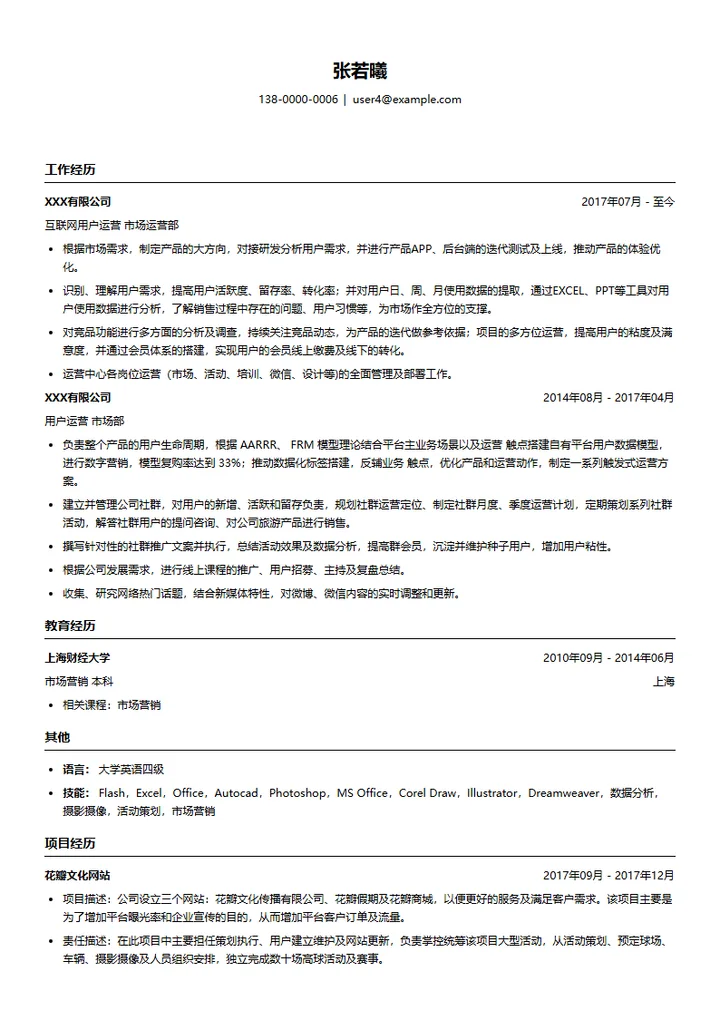 张若曦
138-0000-0006 | user4@example.com
工作经历
XXX有限公司 2017年07月 - 至今
互联网用户运营 市场运营部
• 根据市场需求，制定产品的大方向，对接研发分析用户需求，并进行产品APP、后台端的迭代测试及上线，推动产品的体验优
化。
• 识别、理解用户需求，提高用户活跃度、留存率、转化率；并对用户日、周、月使用数据的提取，通过EXCEL、PPT等工具对用
户使用数据进行分析，了解销售过程中存在的问题、用户习惯等，为市场作全方位的支撑。
• 对竞品功能进行多方面的分析及调查，持续关注竞品动态，为产品的迭代做参考依据；项目的多方位运营，提高用户的粘度及满
意度，并通过会员体系的搭建，实现用户的会员线上缴费及线下的转化。
• 运营中心各岗位运营（市场、活动、培训、微信、设计等)的全面管理及部署工作。
XXX有限公司 2014年08月 - 2017年04月
用户运营 市场部
• 负责整个产品的用户生命周期，根据 AARRR、 FRM 模型理论结合平台主业务场景以及运营 触点搭建自有平台用户数据模型，
进行数字营销，模型复购率达到 33%；推动数据化标签搭建，反辅业务 触点，优化产品和运营动作，制定一系列触发式运营方
案。
• 建立并管理公司社群，对用户的新增、活跃和留存负责，规划社群运营定位、制定社群月度、季度运营计划，定期策划系列社群
活动，解答社群用户的提问咨询、对公司旅游产品进行销售。
• 撰写针对性的社群推广文案并执行，总结活动效果及数据分析，提高群会员，沉淀并维护种子用户，增加用户粘性。
• 根据公司发展需求，进行线上课程的推广、用户招募、主持及复盘总结。
• 收集、研究网络热门话题，结合新媒体特性，对微博、微信内容的实时调整和更新。
教育经历
上海财经大学 2010年09月 - 2014年06月
市场营销 本科 上海
• 相关课程：市场营销
其他
• 语言： 大学英语四级
• 技能： Flash，Excel，Office，Autocad，Photoshop，MS Office，Corel Draw，Illustrator，Dreamweaver，数据分析，
摄影摄像，活动策划，市场营销
项目经历
花瓣文化网站 2017年09月 - 2017年12月
• 项目描述：公司设立三个网站：花瓣文化传播有限公司、花瓣假期及花瓣商城，以便更好的服务及满足客户需求。该项目主要是
为了增加平台曝光率和企业宣传的目的，从而增加平台客户订单及流量。
• 责任描述：在此项目中主要担任策划执行、用户建立维护及网站更新，负责掌控统筹该项目大型活动，从活动策划、预定球场、
车辆、摄影摄像及人员组织安排，独立完成数十场高球活动及赛事。